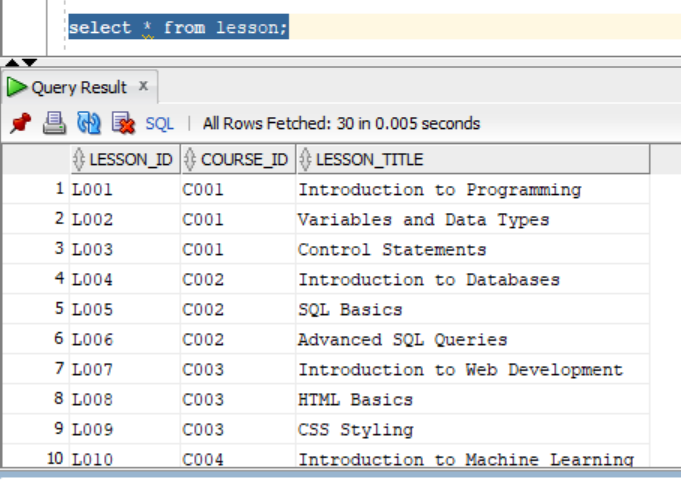 select * from lesson;
Query Result x
SQL | All Rows Fetched: 30 in 0.005 seconds
LESSON_ID COURSE_ID LESSON_TITLE
1 L001 C001 Introduction to Programming
2 L002 C001 Variables and Data Types
3 L003 C001 Control Statements
4 L004 C002 Introduction to Databases
5 L005 C002 SQL Basics
6 L006 C002 Advanced SQL Queries
7 L007 C003 Introduction to Web Development
8 L008 C003 HTML Basics
9 L009 C003 CSS Styling
10 L010 C004 Introduction to Machine Learning